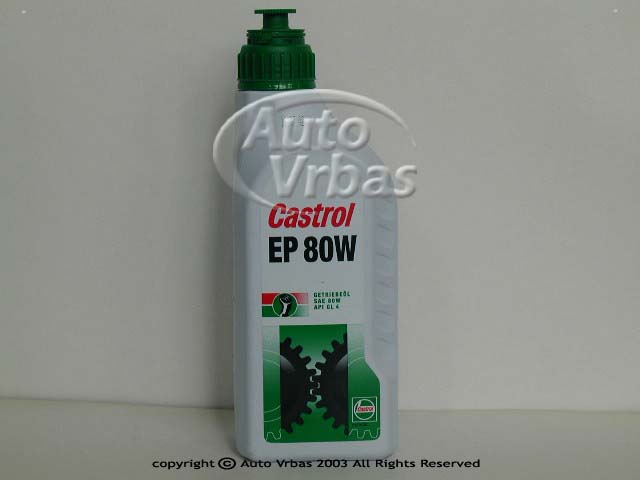 Auto
Vrbas
Castrol
EP 80W
GETRIEBEÖL
SAE 80W
API GL 4
Castrol
copyright © Auto Vrbas 2003 All Rights Reserved